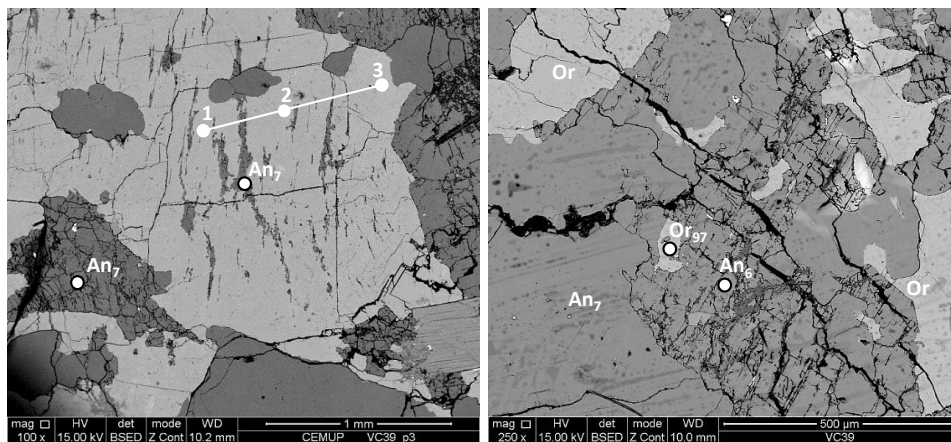 3
2
1
An7
An7
mag □ HV det mode WD
100 x 15.00 kV BSED Z Cont 10.2 mm
1 mm
CEMUP VC39_p3
Or
Or97
An6
An7
Or
mag □ HV det mode WD
250 x 15.00 kV BSED Z Cont 10.0 mm
500 µm
VC39